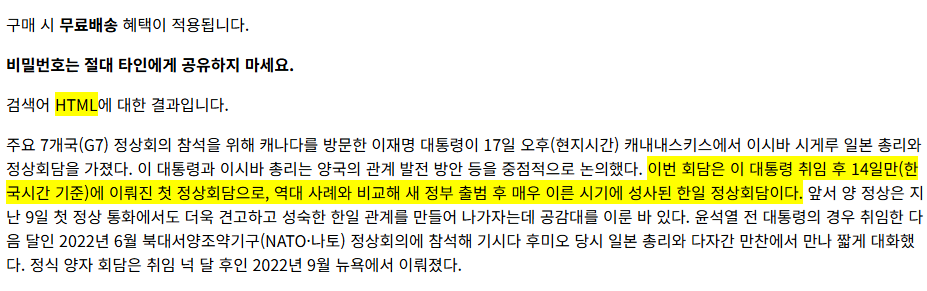 구매 시 무료배송 혜택이 적용됩니다.
비밀번호는 절대 타인에게 공유하지 마세요.
검색어 HTML에 대한 결과입니다.
주요 7개국(G7) 정상회의 참석을 위해 캐나다를 방문한 이재명 대통령이 17일 오후(현지시간) 캐내내스키스에서 이시바 시게루 일본 총리와
정상회담을 가졌다. 이 대통령과 이시바 총리는 양국의 관계 발전 방안 등을 중점적으로 논의했다. 이번 회담은 이 대통령 취임 후 14일만(한
국시간 기준)에 이뤄진 첫 정상회담으로, 역대 사례와 비교해 새 정부 출범 후 매우 이른 시기에 성사된 한일 정상회담이다. 앞서 양 정상은 지
난 9일 첫 정상 통화에서도 더욱 견고하고 성숙한 한일 관계를 만들어 나가자는데 공감대를 이룬 바 있다. 윤석열 전 대통령의 경우 취임한 다
음 달인 2022년 6월 북대서양조약기구(NATO·나토) 정상회의에 참석해 기시다 후미오 당시 일본 총리와 다자간 만찬에서 만나 짧게 대화했
다. 정식 양자 회담은 취임 넉 달 후인 2022년 9월 뉴욕에서 이뤄졌다.